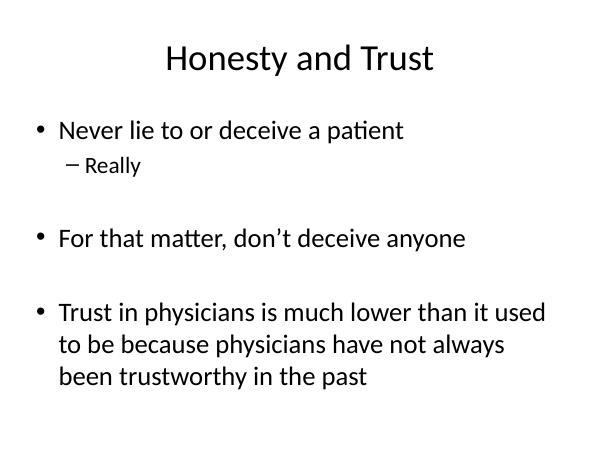 Honesty and Trust
• Never lie to or deceive a patient
– Really
• For that matter, don’t deceive anyone
• Trust in physicians is much lower than it used
to be because physicians have not always
been trustworthy in the past